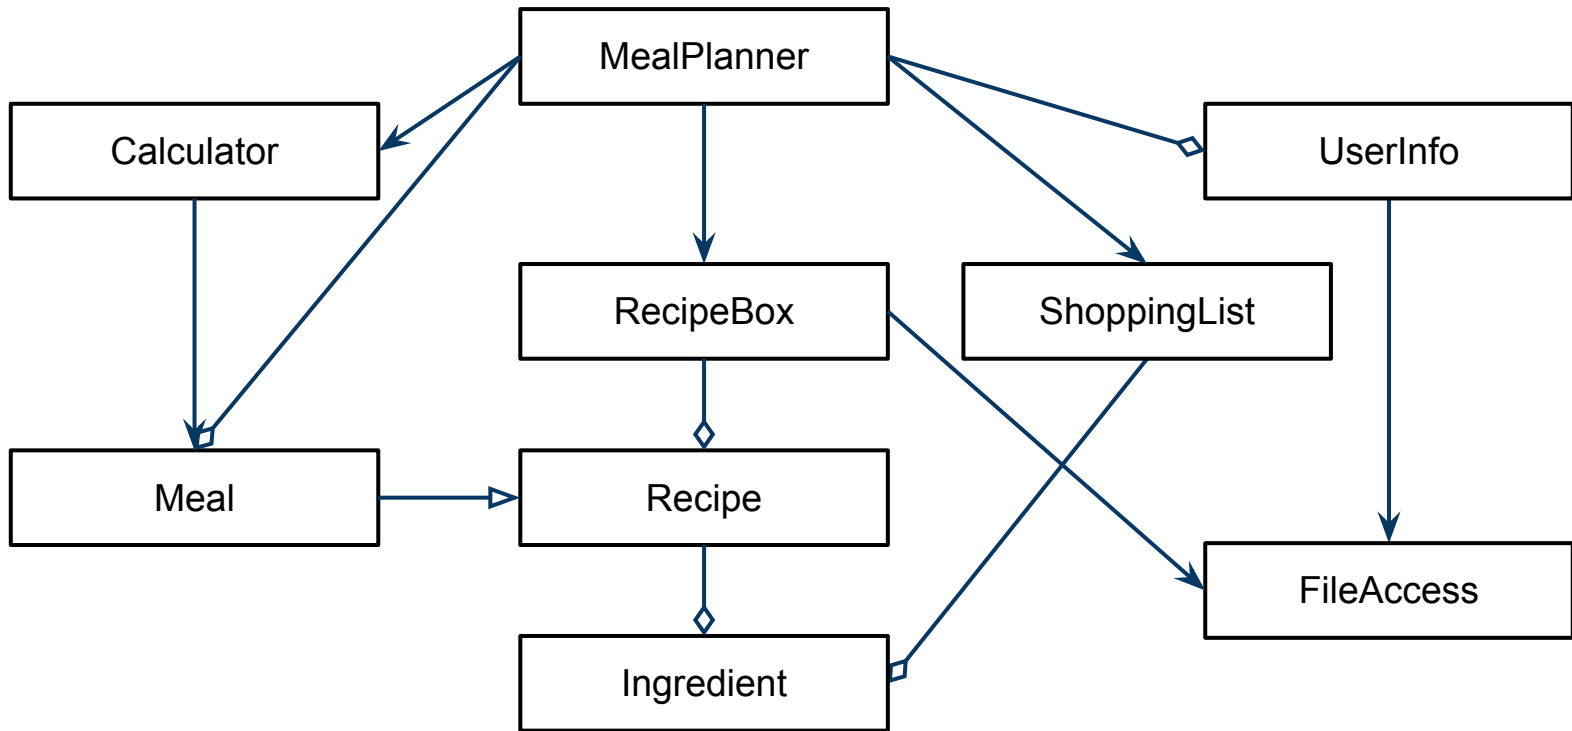 MealPlanner
Calculator
UserInfo
RecipeBox
ShoppingList
Meal
Recipe
FileAccess
Ingredient